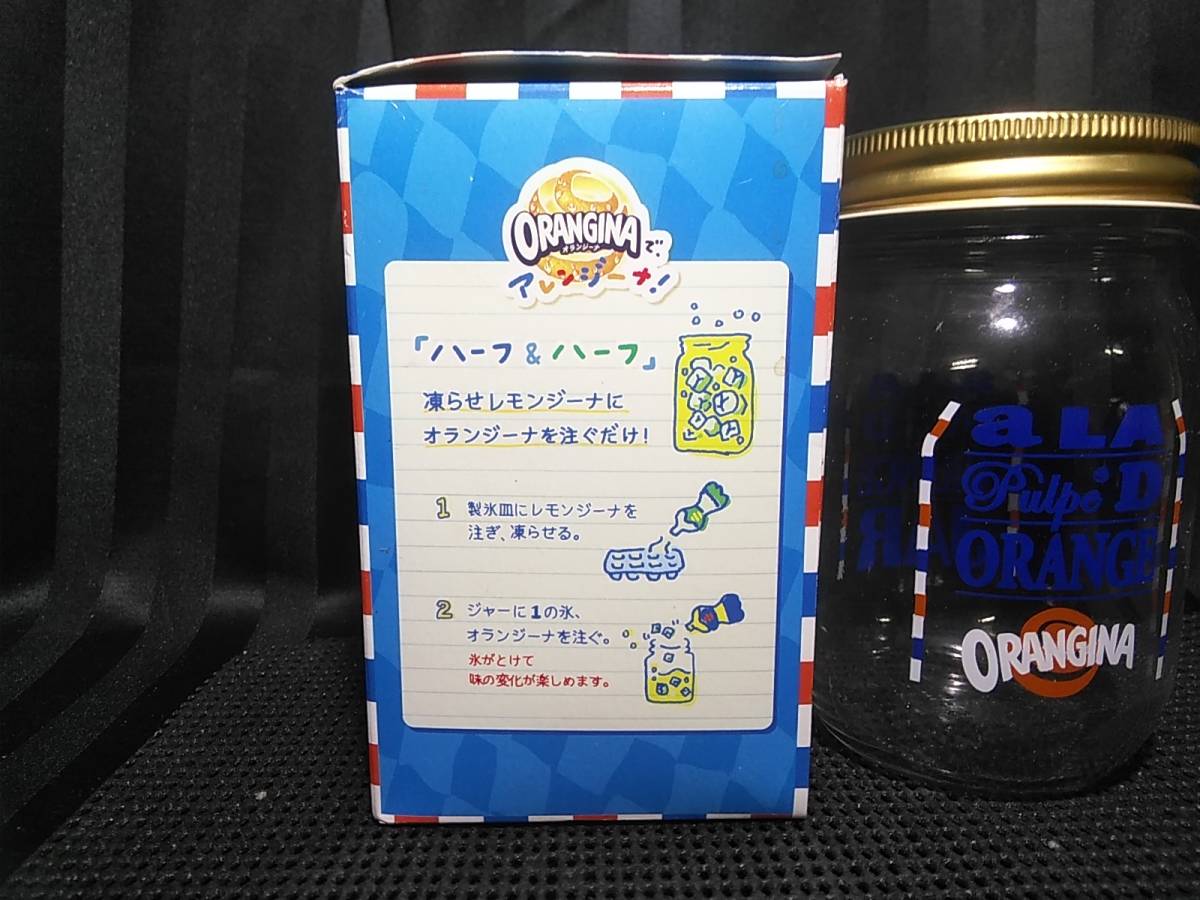 ORANGINA
オランジーナ
で、
アレンジーナ!
「ハーフ & ハーフ」
凍らせレモンジーナに
オランジーナを注ぐだけ!
1 製氷皿にレモンジーナを
注ぎ、凍らせる。
2 ジャーに1の氷、
オランジーナを注ぐ。
氷がとけて
味の変化が楽しめます。
a LA
Pulpe D'
ORANGE
ORANGINA